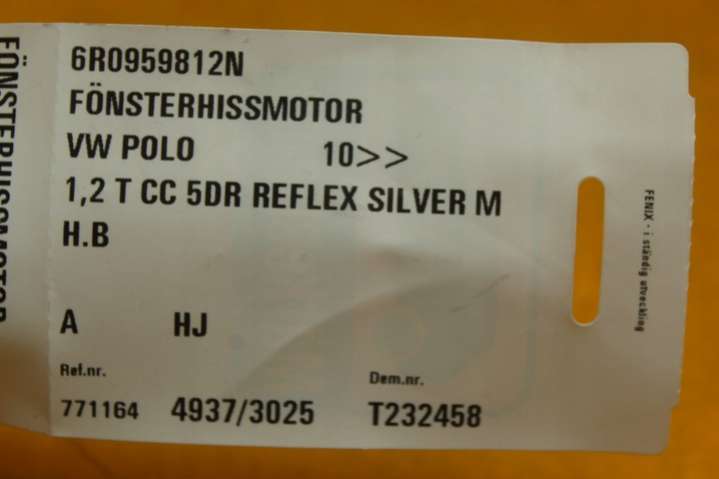 6R0959812N
FÖNSTERHISSMOTOR
VW POLO 10>>
1,2 T CC 5DR REFLEX SILVER M
H.B
A HJ
Ref.nr. Dem.nr.
771164 4937/3025 T232458
FENIX - i ständig utveckling
FÖNSTERHISSMOTOR